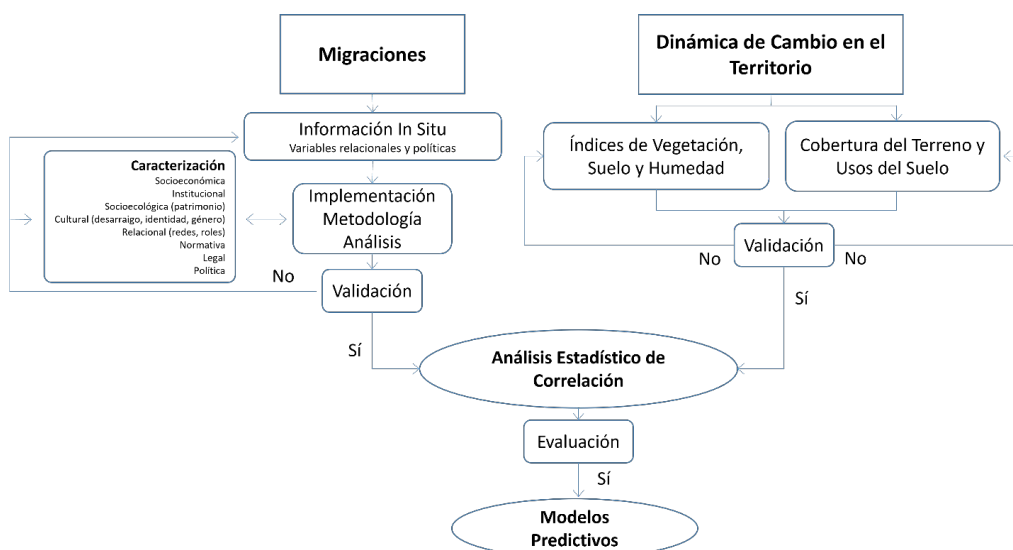 Migraciones
Dinámica de Cambio en el
Territorio
Información In Situ
Variables relacionales y políticas
Índices de Vegetación,
Suelo y Humedad
Cobertura del Terreno y
Usos del Suelo
Caracterización
Socioeconómica
Institucional
Socioecológica (patrimonio)
Cultural (desarraigo, identidad, género)
Relacional (redes, roles)
Normativa
Legal
Política
Implementación
Metodología
Análisis
Validación
No
No
No
Validación
Sí
Sí
Análisis Estadístico de
Correlación
Evaluación
Sí
Modelos
Predictivos